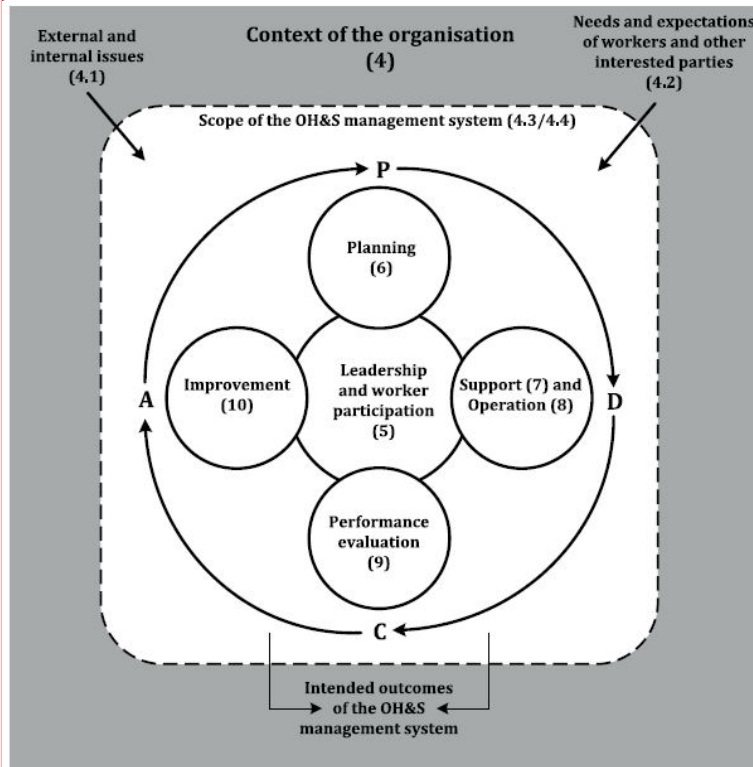 External and
internal issues
(4.1)
Context of the organisation
(4)
Needs and expectations
of workers and other
interested parties
(4.2)
Scope of the OH&S management system (4.3/4.4)
P
Planning
(6)
A
Improvement
(10)
Leadership
and worker
participation
(5)
Support (7) and
Operation (8)
D
Performance
evaluation
(9)
C
Intended outcomes
of the OH&S
management system